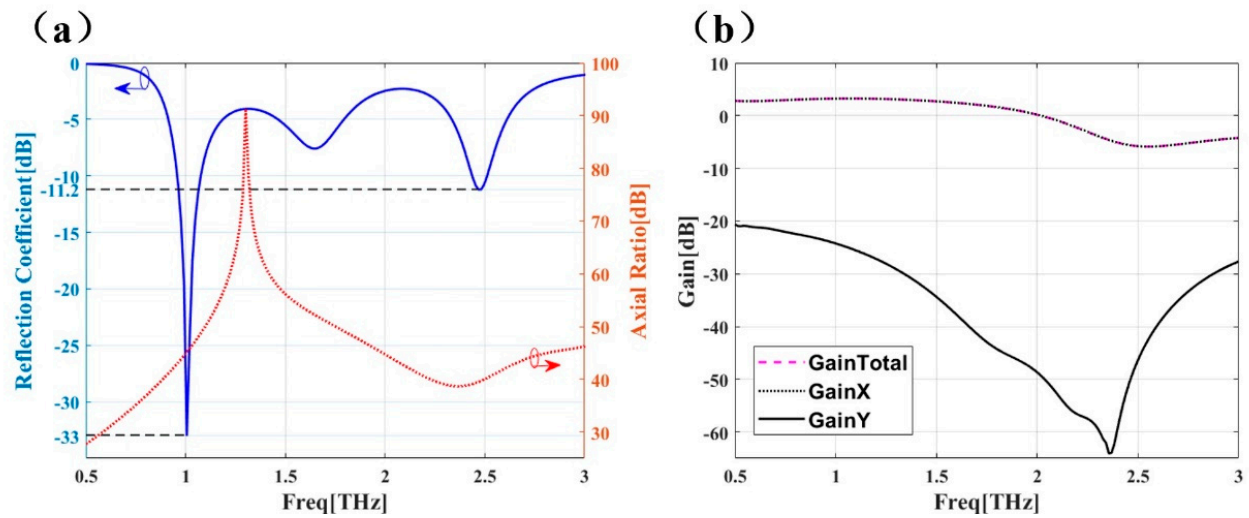 （a）
（b）
Reflection Coefficient[dB]
0
-5
-10
-11.2
-15
-20
-25
-30
-33
100
90
80
70
60
50
40
30
Axial Ratio[dB]
0.5 1 1.5 2 2.5 3
Freq[THz]
Gain[dB]
10
0
-10
-20
-30
-40
-50
-60
GainTotal
GainX
GainY
0.5 1 1.5 2 2.5 3
Freq[THz]